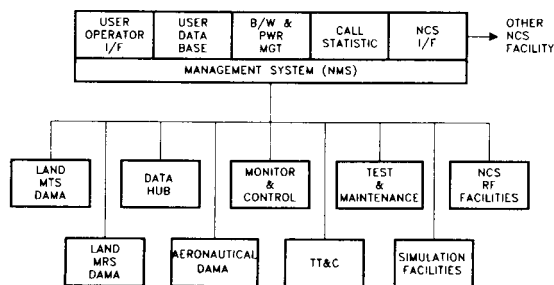 USER
OPERATOR
I/F
USER
DATA
BASE
B/W &
PWR
MGT
CALL
STATISTIC
NCS
I/F
OTHER
NCS
FACILITY
MANAGEMENT SYSTEM (NMS)
LAND
MTS
DAMA
DATA
HUB
MONITOR
&
CONTROL
TEST
&
MAINTENANCE
NCS
RF
FACILITIES
LAND
MRS
DAMA
AERONAUTICAL
DAMA
TT&C
SIMULATION
FACILITIES